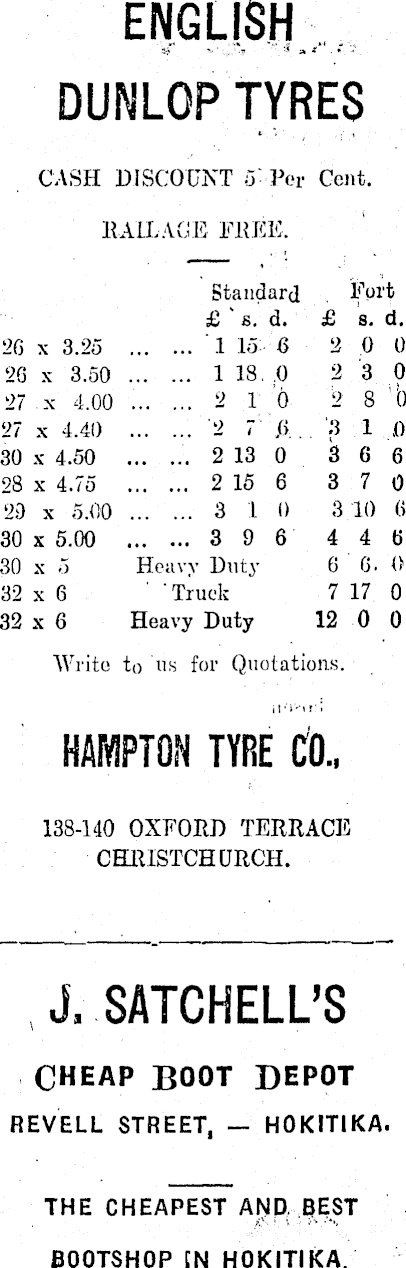 ENGLISH
DUNLOP TYRES
CASH DISCOUNT 5 Per Cent.
RAILAGE FREE.
Standard Fort
£ s. d. £ s. d.
26 x 3.25 ... ... 1 15 6 2 0 0
26 x 3.50 ... ... 1 18 0 2 3 0
27 x 4.00 ... ... 2 1 0 2 8 0
27 x 4.40 ... ... 2 7 6 3 1 0
30 x 4.50 ... ... 2 13 0 3 6 6
28 x 4.75 ... ... 2 15 6 3 7 0
29 x 5.00 ... ... 3 1 0 3 10 6
30 x 5.00 ... ... 3 9 6 4 4 6
30 x 5 Heavy Duty 6 6. 0
32 x 6 Truck 7 17 0
32 x 6 Heavy Duty 12 0 0
Write to us for Quotations.
HAMPTON TYRE CO.,
138-140 OXFORD TERRACE
CHRISTCHURCH.
J. SATCHELL'S
CHEAP BOOT DEPOT
REVELL STREET, — HOKITIKA.
THE CHEAPEST AND BEST
BOOTSHOP IN HOKITIKA.